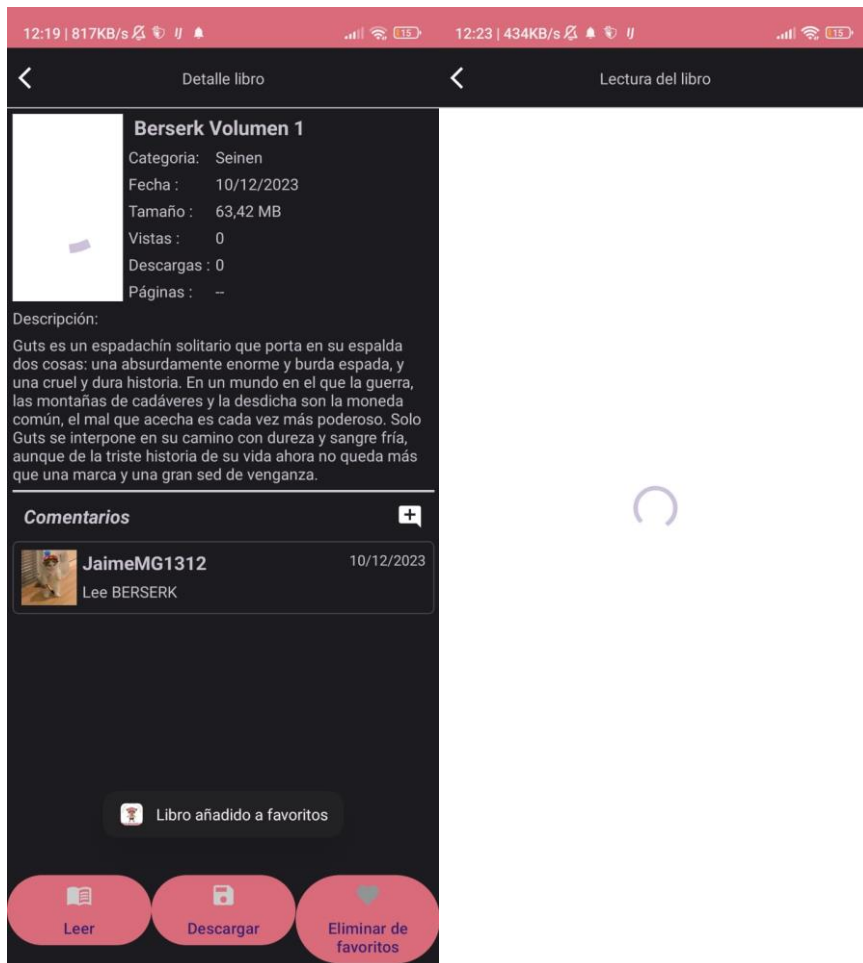 12:19 | 817KB/s
15
Detalle libro
Berserk Volumen 1
Categoria: Seinen
Fecha : 10/12/2023
Tamaño : 63,42 MB
Vistas : 0
Descargas : 0
Páginas : --
Descripción:
Guts es un espadachín solitario que porta en su espalda
dos cosas: una absurdamente enorme y burda espada, y
una cruel y dura historia. En un mundo en el que la guerra,
las montañas de cadáveres y la desdicha son la moneda
común, el mal que acecha es cada vez más poderoso. Solo
Guts se interpone en su camino con dureza y sangre fría,
aunque de la triste historia de su vida ahora no queda más
que una marca y una gran sed de venganza.
Comentarios
JaimeMG1312 10/12/2023
Lee BERSERK
Libro añadido a favoritos
Leer
Descargar
Eliminar de
favoritos
12:23 | 434KB/s
15
Lectura del libro